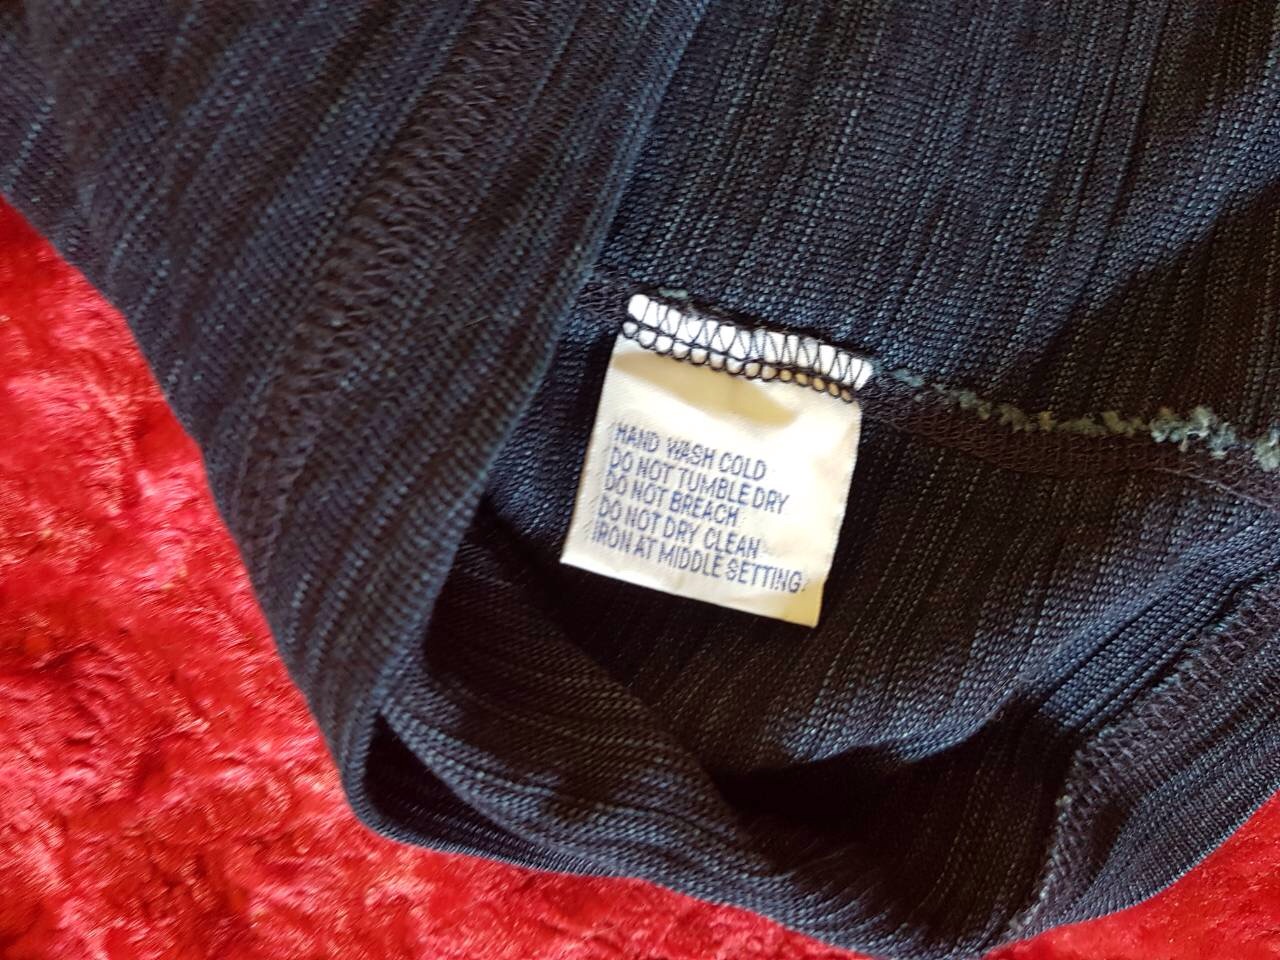 HAND WASH COLD
DO NOT TUMBLE DRY
DO NOT BREACH
DO NOT DRY CLEAN
IRON AT MIDDLE SETTING